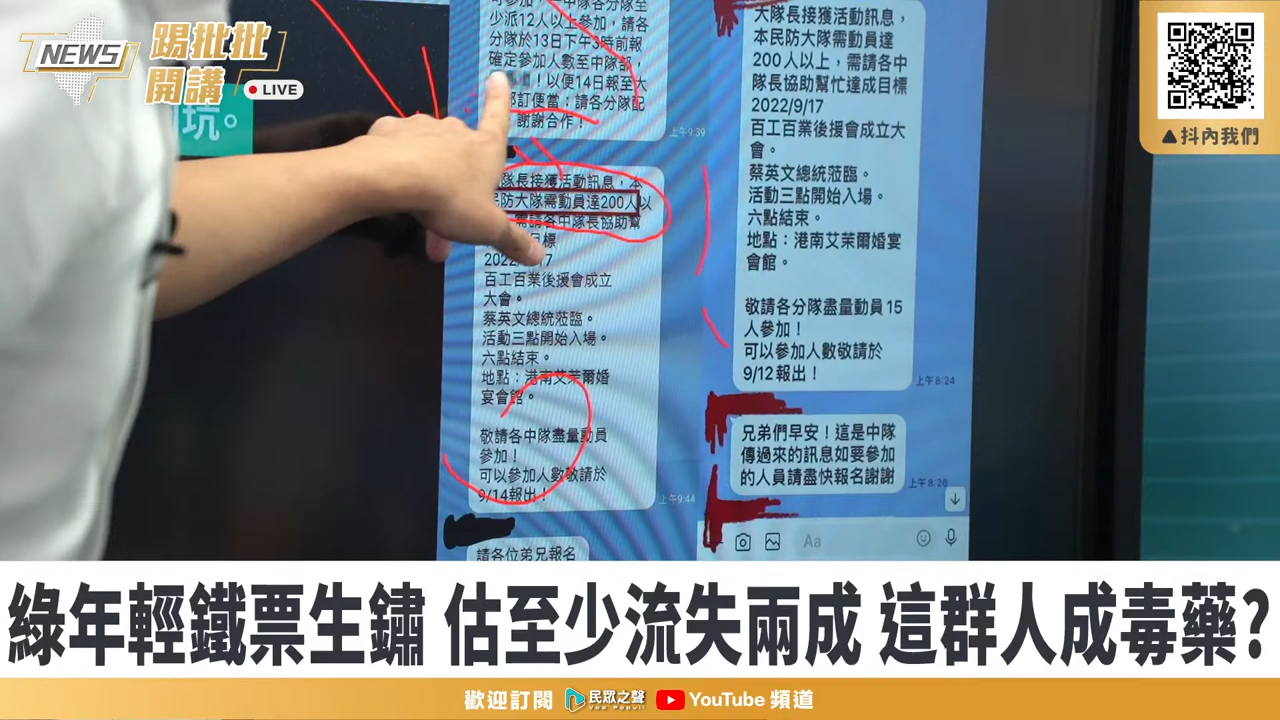 NEWS
踢批批
開講
LIVE
坑。
抖內我們
少派12人以上參加,請各
分隊於13日下午3時前報
確定參加人數至中隊部,
!以便14日報至大
部訂便當;請各分隊配
謝謝合作!
上午9:39
隊長接獲活動訊息,本
民防大隊需動員達200人以
需請各中隊長協助幫
目標
2022/9/17
百工百業後援會成立
大會。
蔡英文總統蒞臨。
活動三點開始入場。
六點結束。
地點:港南艾茉爾婚
宴會館。
敬請各中隊盡量動員
參加!
可以參加人數敬請於
9/14報出!
上午9:44
請各位弟兄報名
大隊長接獲活動訊息,
本民防大隊需動員達
200人以上,需請各中
隊長協助幫忙達成目標
2022/9/17
百工百業後援會成立大
會。
蔡英文總統蒞臨。
活動三點開始入場。
六點結束。
地點:港南艾茉爾婚宴
會館。
敬請各分隊盡量動員15
人參加!
可以參加人數敬請於
9/12報出!
上午8:24
兄弟們早安!這是中隊
傳過來的訊息如要參加
的人員請盡快報名謝謝
上午8:26
Aa
綠年輕鐵票生鏽 估至少流失兩成 這群人成毒藥?
歡迎訂閱 民眾之聲 Vox Populi YouTube 頻道